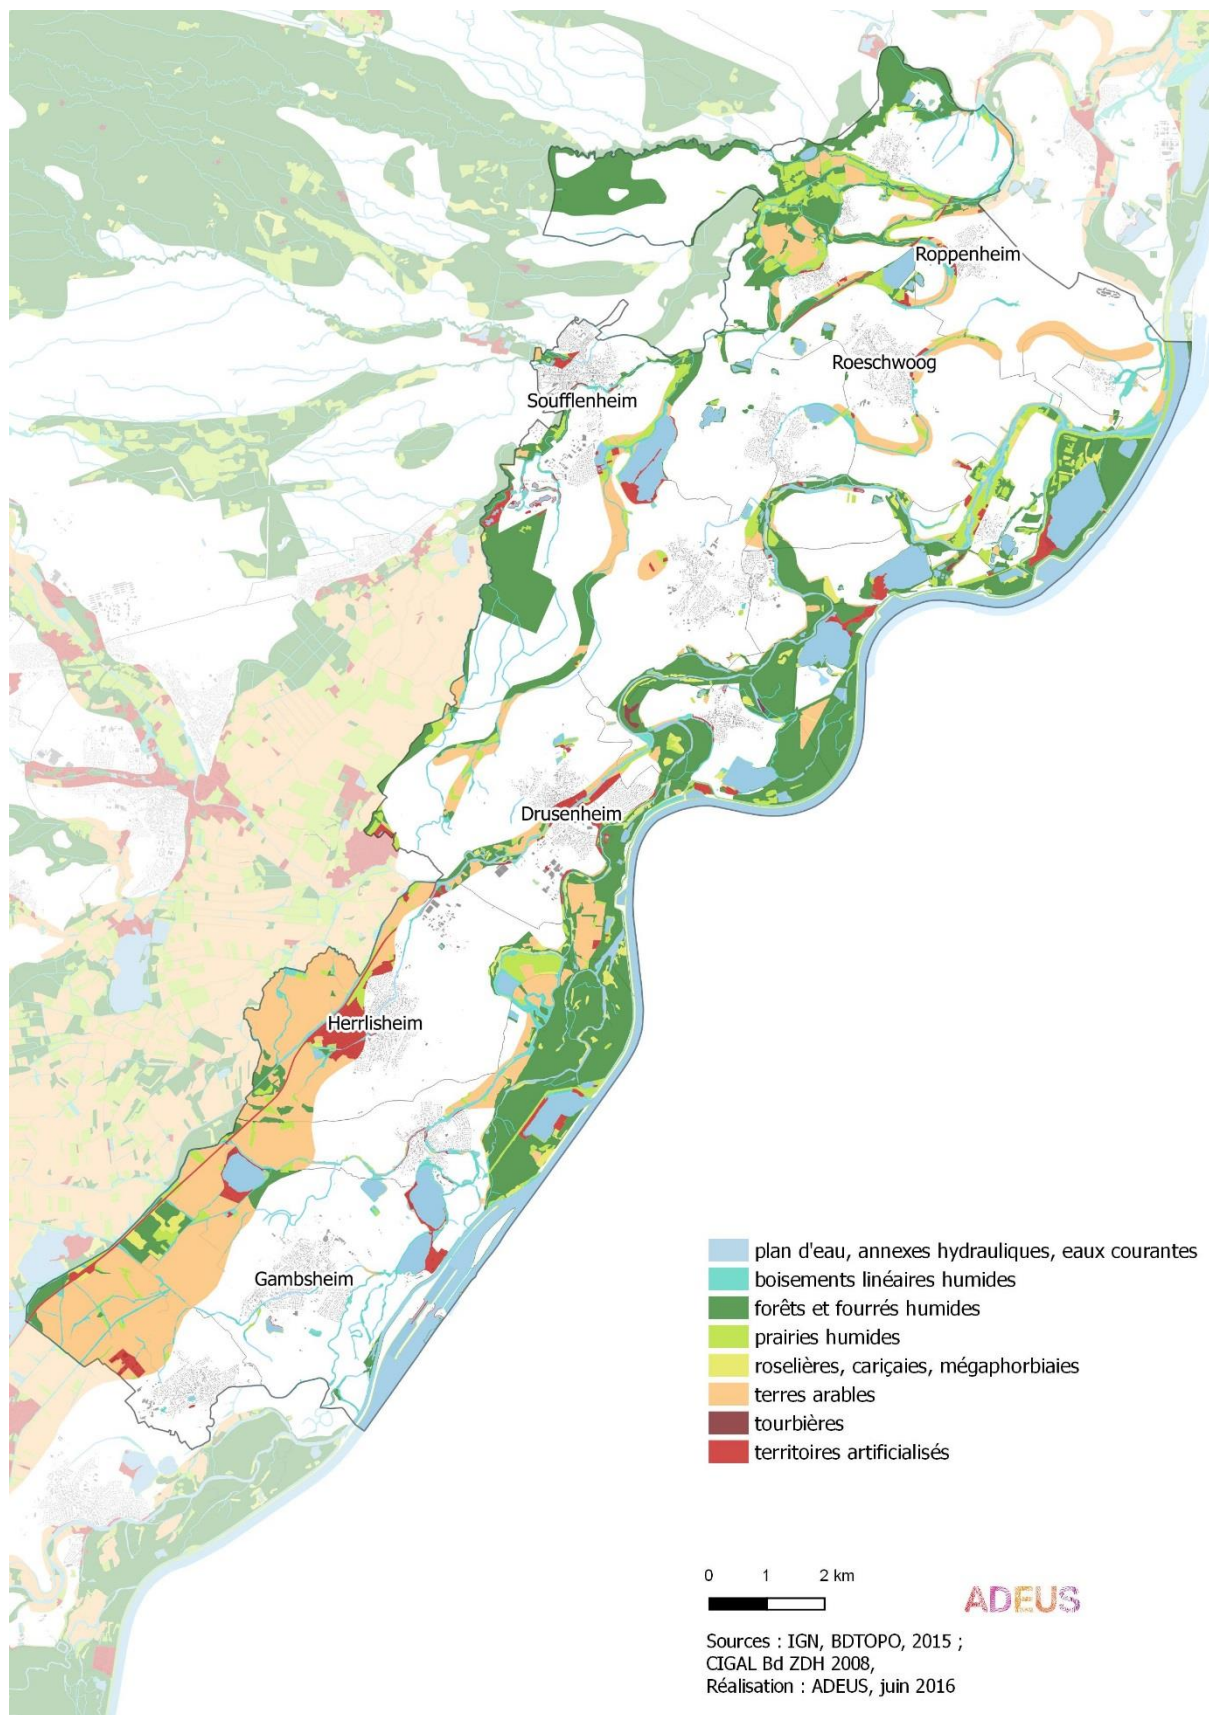 Roppenheim
Roeschwoog
Soufflenheim
Drusenheim
Herrlisheim
Gambsheim
plan d'eau, annexes hydrauliques, eaux courantes
boisements linéaires humides
forêts et fourrés humides
prairies humides
roselières, cariçaies, mégaphorbiaies
terres arables
tourbières
territoires artificialisés
0 1 2 km
ADEUS
Sources : IGN, BDTOPO, 2015 ;
CIGAL Bd ZDH 2008,
Réalisation : ADEUS, juin 2016